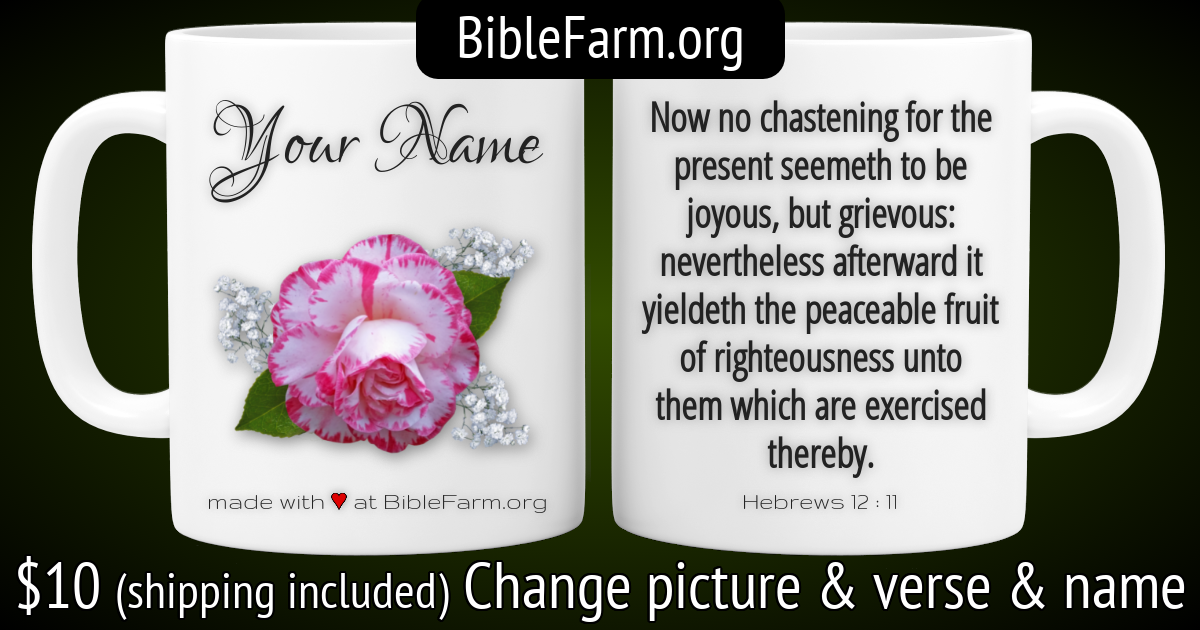 BibleFarm.org
Your Name
made with ♥ at BibleFarm.org
Now no chastening for the
present seemeth to be
joyous, but grievous:
nevertheless afterward it
yieldeth the peaceable fruit
of righteousness unto
them which are exercised
thereby.
Hebrews 12 : 11
$10 (shipping included) Change picture & verse & name